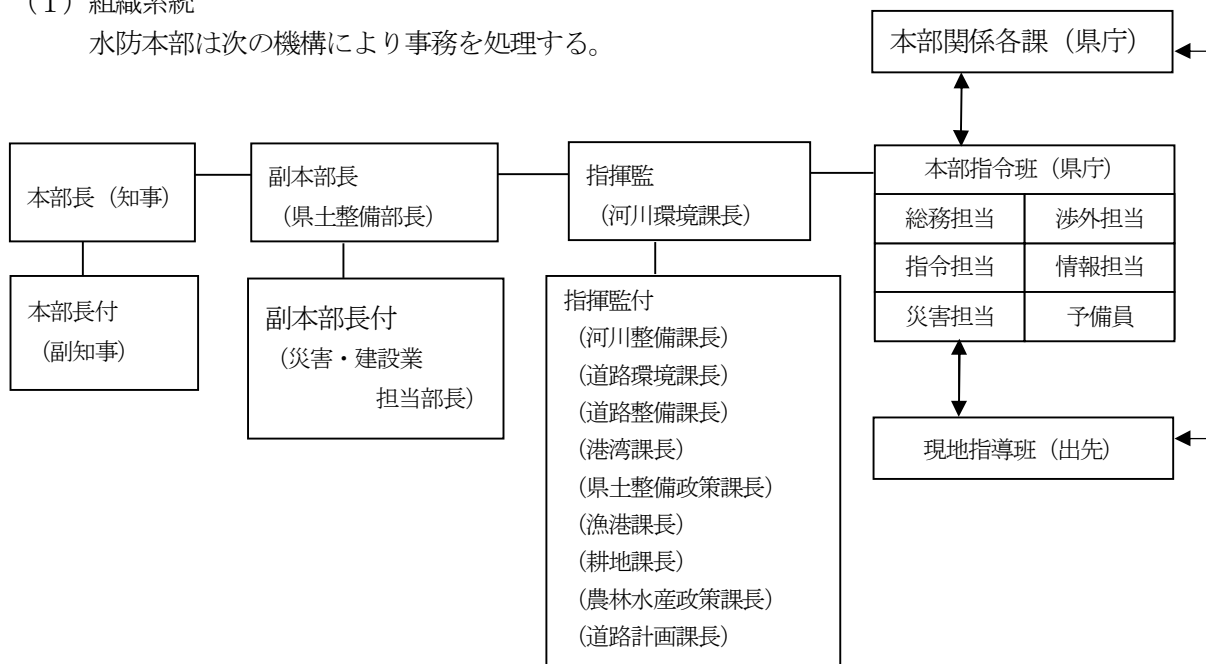 (1) 組織系統
水防本部は次の機構により事務を処理する。
本部関係各課（県庁）
本部長（知事）
副本部長
（県土整備部長）
指揮監
（河川環境課長）
本部指令班（県庁）
総務担当
渉外担当
指令担当
情報担当
災害担当
予備員
本部長付
（副知事）
副本部長付
（災害・建設業
担当部長）
指揮監付
（河川整備課長）
（道路環境課長）
（道路整備課長）
（港湾課長）
（県土整備政策課長）
（漁港課長）
（耕地課長）
（農林水産政策課長）
（道路計画課長）
現地指導班（出先）